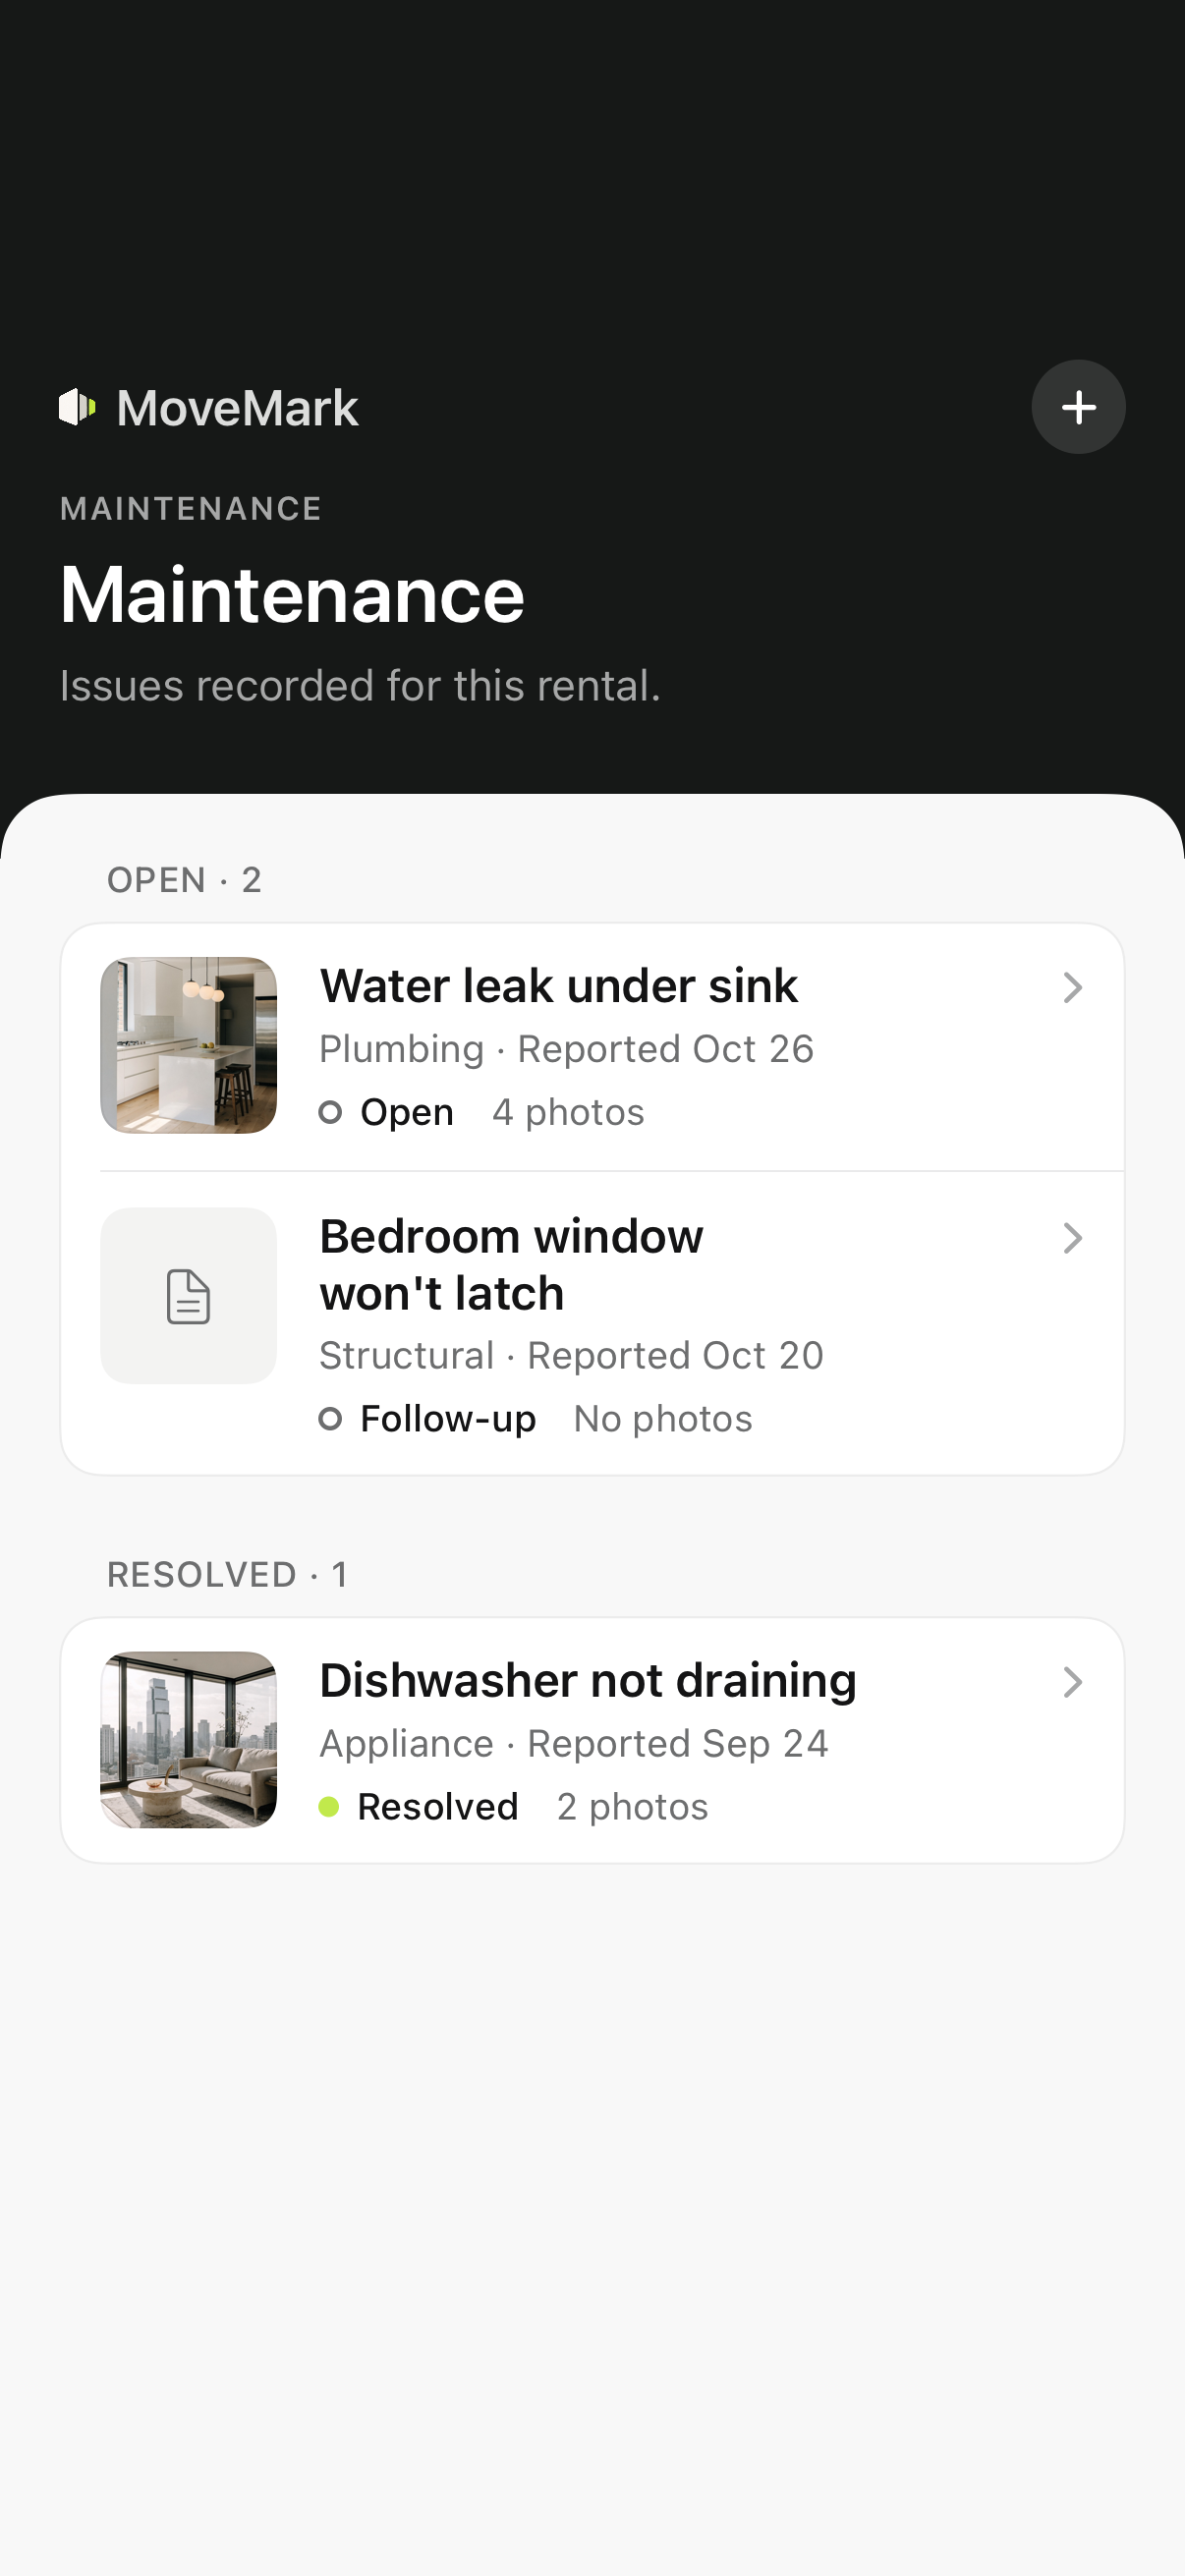 MoveMark
MAINTENANCE
Maintenance
Issues recorded for this rental.
OPEN · 2
Water leak under sink
Plumbing · Reported Oct 26
Open 4 photos
Bedroom window
won't latch
Structural · Reported Oct 20
Follow-up No photos
RESOLVED · 1
Dishwasher not draining
Appliance · Reported Sep 24
Resolved 2 photos